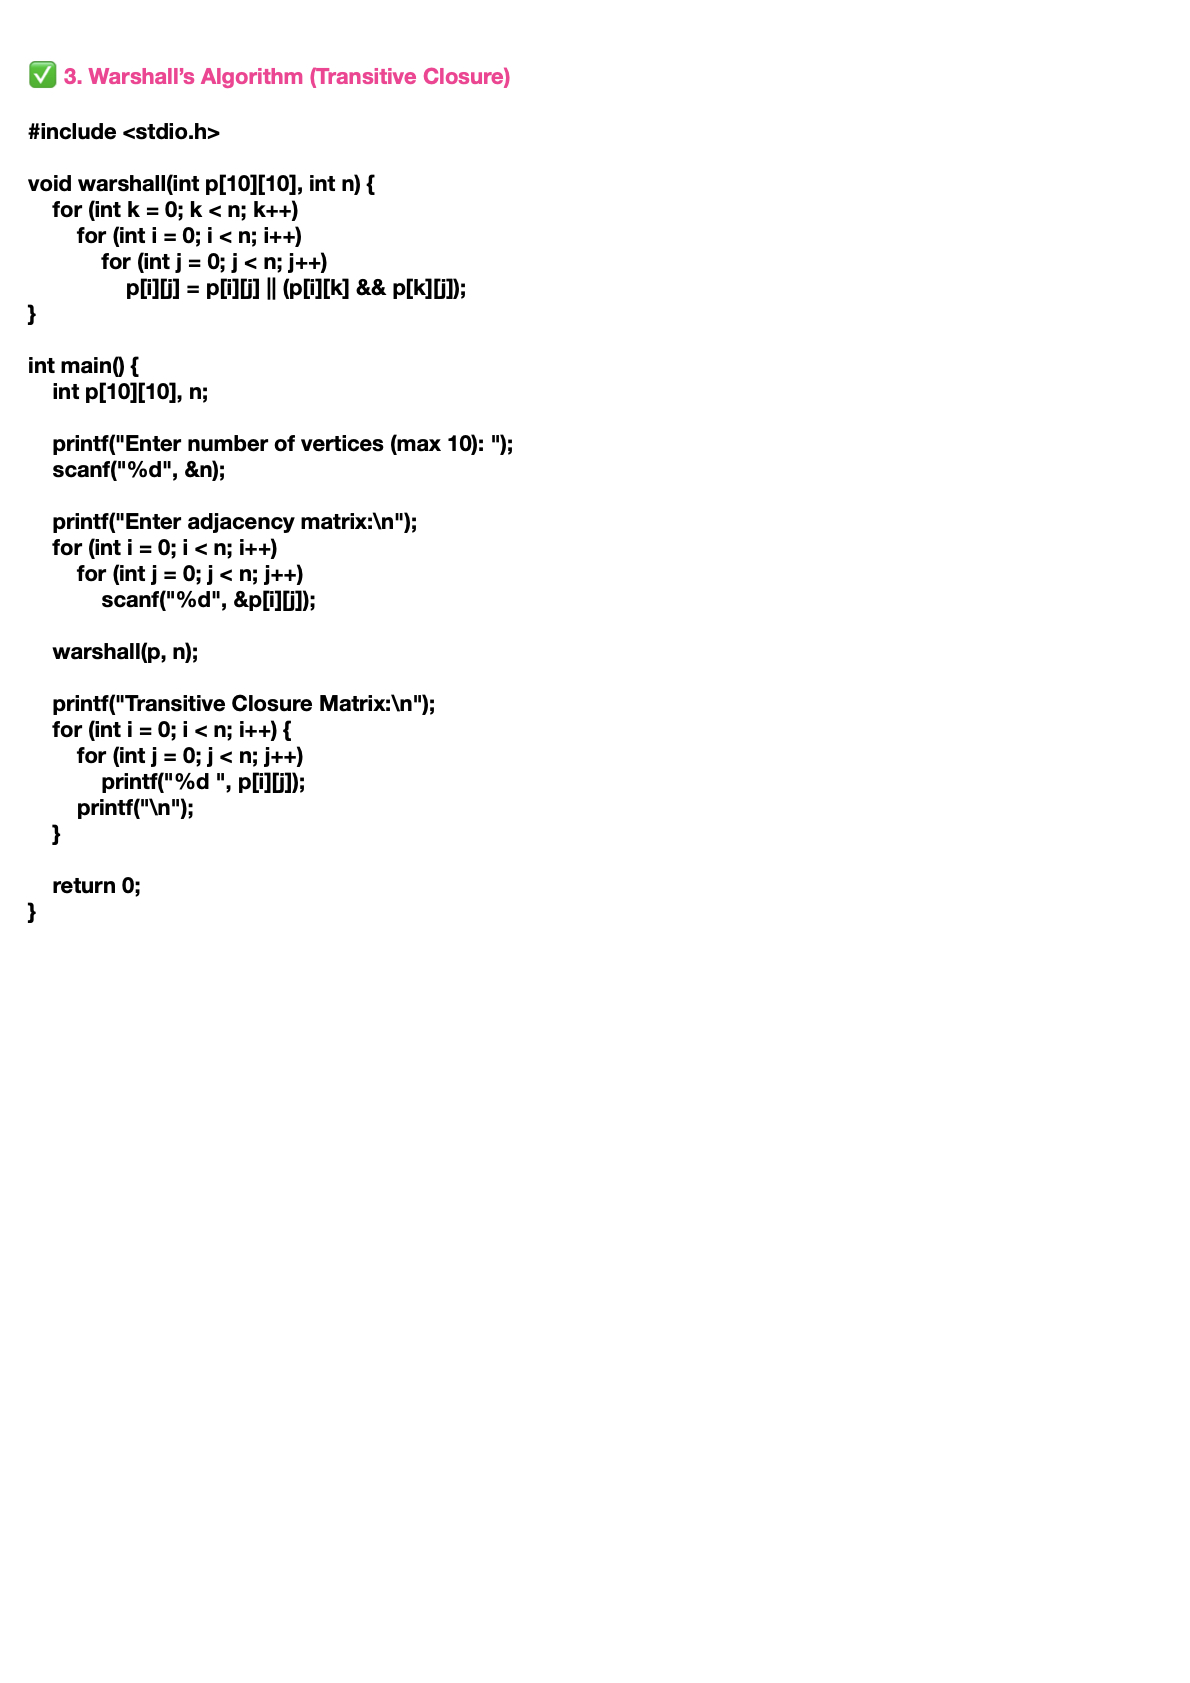 ✅ 3. Warshall’s Algorithm (Transitive Closure)
#include <stdio.h>
void warshall(int p[10][10], int n) {
for (int k = 0; k < n; k++)
for (int i = 0; i < n; i++)
for (int j = 0; j < n; j++)
p[i][j] = p[i][j] || (p[i][k] && p[k][j]);
}
int main() {
int p[10][10], n;
printf("Enter number of vertices (max 10): ");
scanf("%d", &n);
printf("Enter adjacency matrix:\n");
for (int i = 0; i < n; i++)
for (int j = 0; j < n; j++)
scanf("%d", &p[i][j]);
warshall(p, n);
printf("Transitive Closure Matrix:\n");
for (int i = 0; i < n; i++) {
for (int j = 0; j < n; j++)
printf("%d ", p[i][j]);
printf("\n");
}
return 0;
}